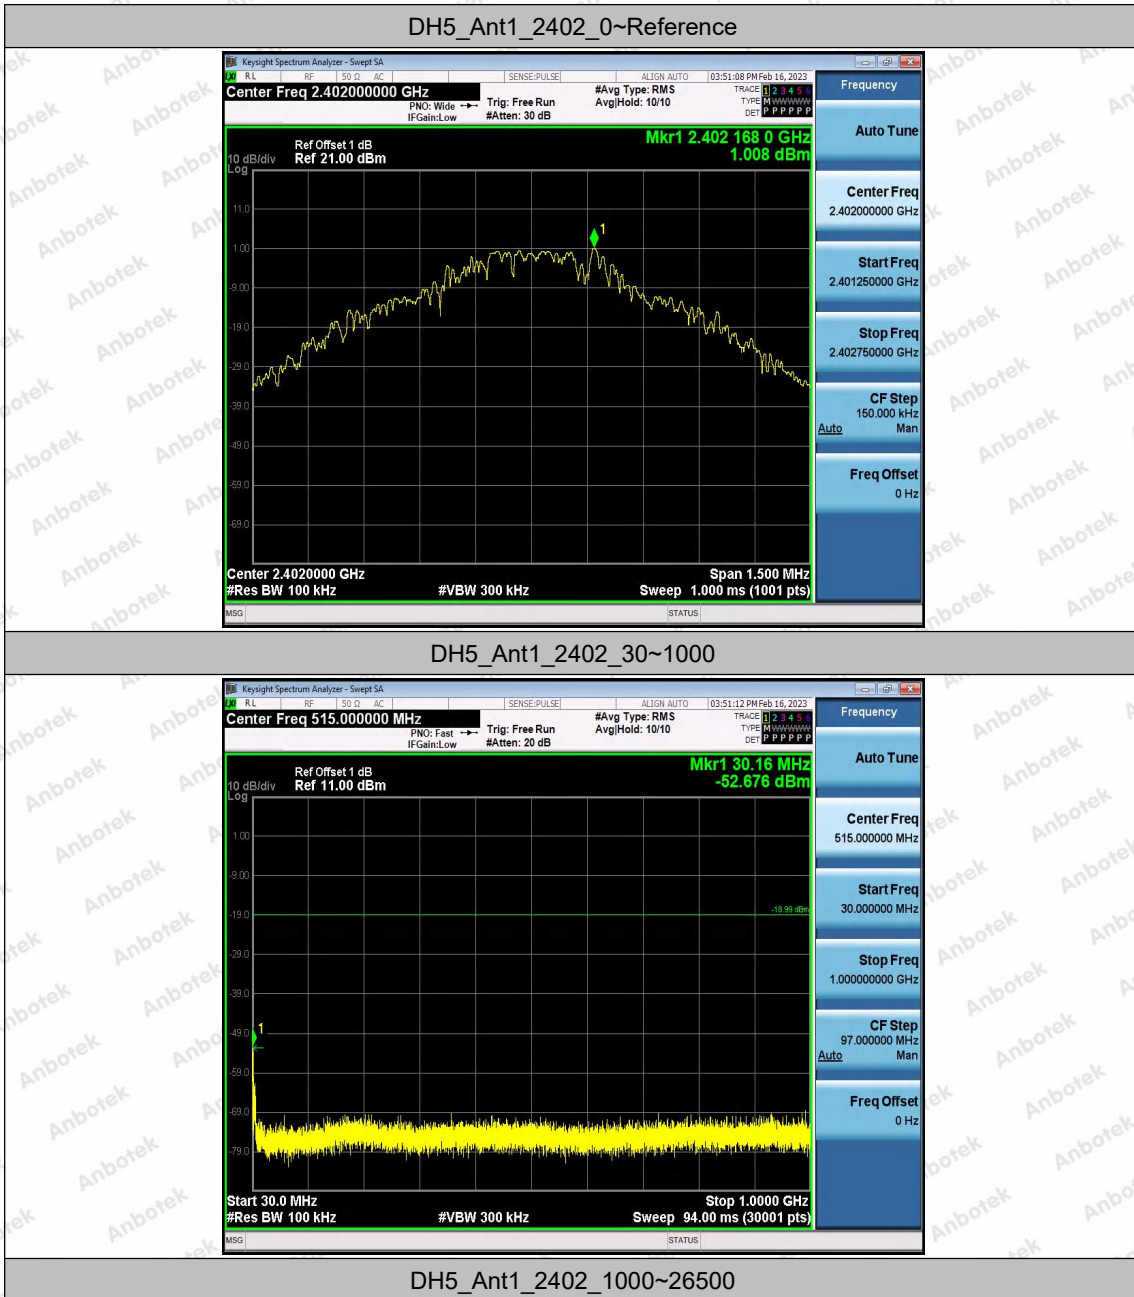 DH5_Ant1_2402_0~Reference
Keysight Spectrum Analyzer - Swept SA
LXI RL RF 50 Ω AC SENSE:PULSE ALIGN AUTO 03:51:08 PM Feb 16, 2023
Center Freq 2.402000000 GHz
PNO: Wide
IFGain:Low
Trig: Free Run
#Atten: 30 dB
#Avg Type: RMS
Avg|Hold: 10/10
TRACE 1 2 3 4 5 6
TYPE M W W W W W
DET P P P P P P
Mkr1 2.402 168 0 GHz
1.008 dBm
Ref Offset 1 dB
10 dB/div Ref 21.00 dBm
Log
11.0
1.00
-9.00
-19.0
-29.0
-39.0
-49.0
-59.0
-69.0
1
Center 2.4020000 GHz Span 1.500 MHz
#Res BW 100 kHz #VBW 300 kHz Sweep 1.000 ms (1001 pts)
MSG STATUS
Frequency
Auto Tune
Center Freq
2.402000000 GHz
Start Freq
2.401250000 GHz
Stop Freq
2.402750000 GHz
CF Step
150.000 kHz
Auto Man
Freq Offset
0 Hz
DH5_Ant1_2402_30~1000
Keysight Spectrum Analyzer - Swept SA
LXI RL RF 50 Ω AC SENSE:PULSE ALIGN AUTO 03:51:12 PM Feb 16, 2023
Center Freq 515.000000 MHz
PNO: Fast
IFGain:Low
Trig: Free Run
#Atten: 20 dB
#Avg Type: RMS
Avg|Hold: 10/10
TRACE 1 2 3 4 5 6
TYPE M W W W W W
DET P P P P P P
Mkr1 30.16 MHz
-52.676 dBm
Ref Offset 1 dB
10 dB/div Ref 11.00 dBm
Log
1.00
-9.00
-19.0
-29.0
-39.0
-49.0
-59.0
-69.0
-79.0
-18.99 dBm
1
Start 30.0 MHz Stop 1.0000 GHz
#Res BW 100 kHz #VBW 300 kHz Sweep 94.00 ms (30001 pts)
MSG STATUS
Frequency
Auto Tune
Center Freq
515.000000 MHz
Start Freq
30.000000 MHz
Stop Freq
1.000000000 GHz
CF Step
97.000000 MHz
Auto Man
Freq Offset
0 Hz
DH5_Ant1_2402_1000~26500
Anbotek